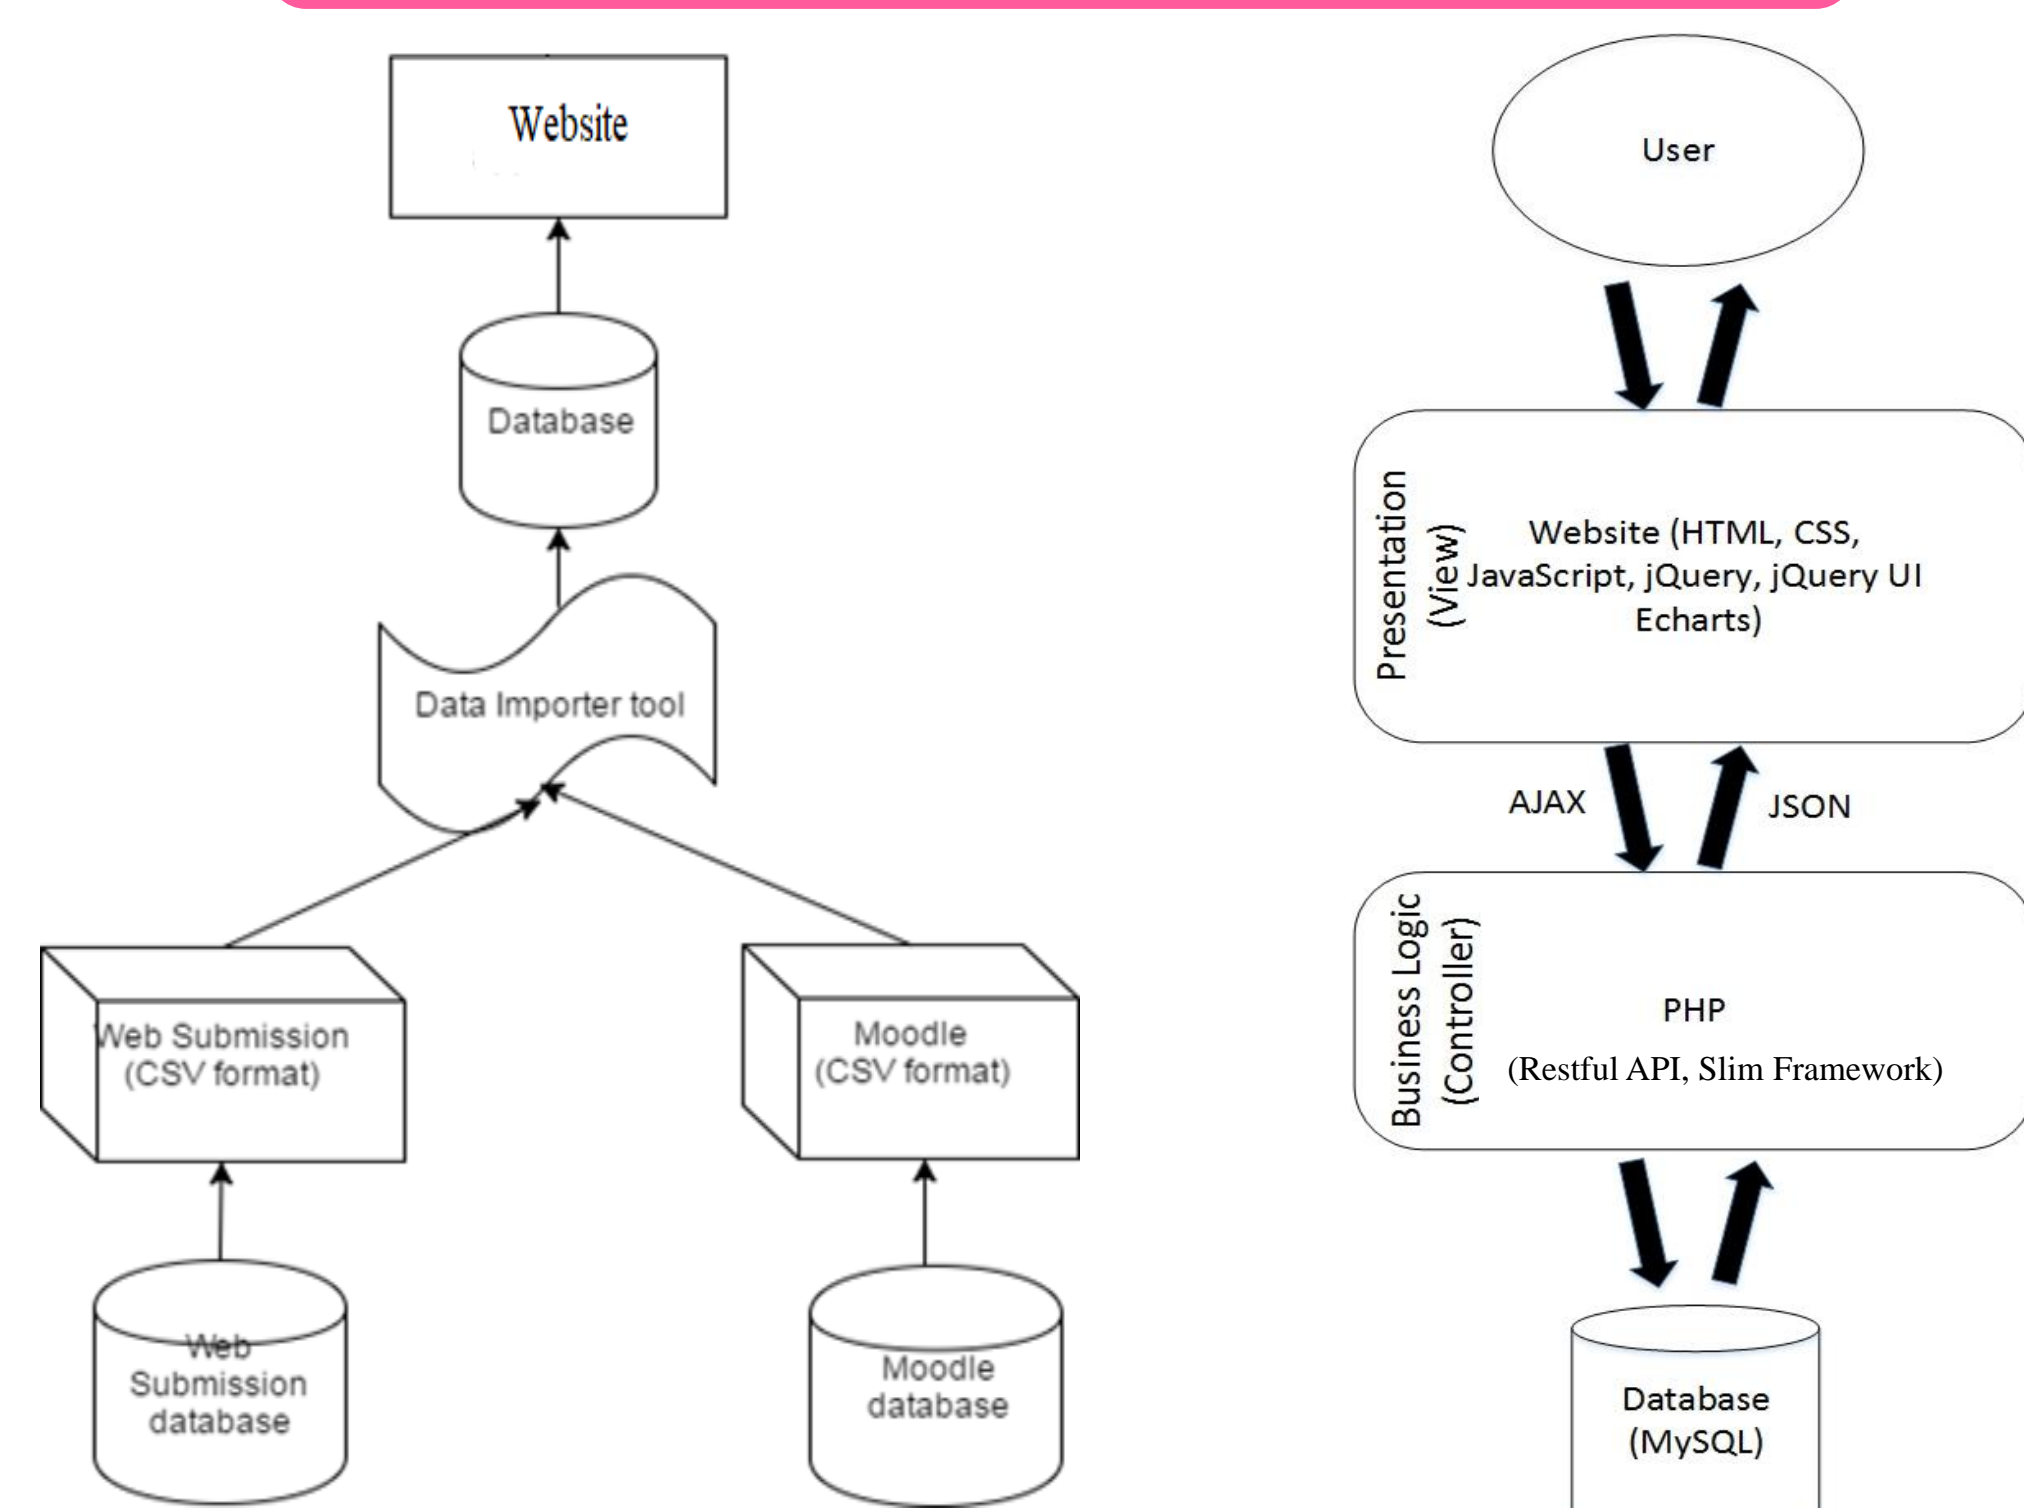 Website
Database
Data Importer tool
Web Submission
(CSV format)
Moodle
(CSV format)
Web
Submission
database
Moodle
database
User
Presentation
(View)
Website (HTML, CSS,
JavaScript, jQuery, jQuery UI
Echarts)
AJAX
JSON
Business Logic
(Controller)
PHP
(Restful API, Slim Framework)
Database
(MySQL)